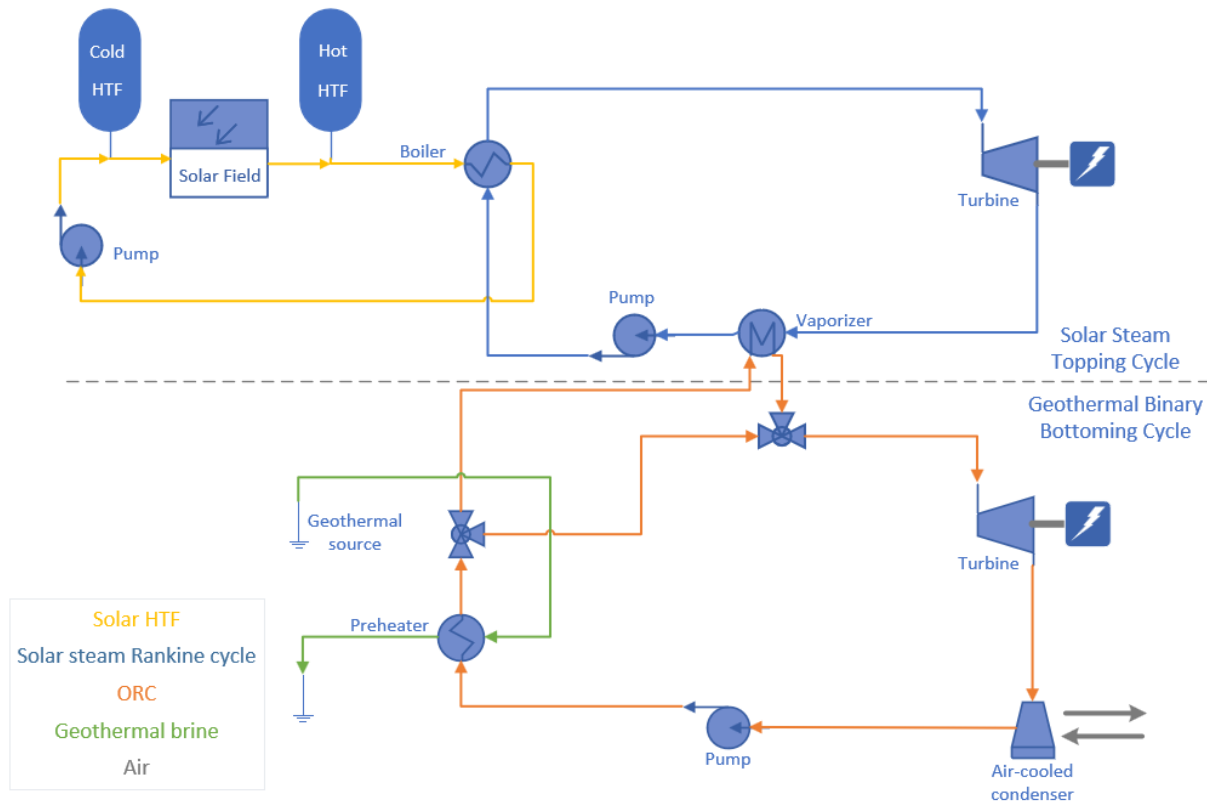 Cold
HTF
Hot
HTF
Solar Field
Boiler
Pump
Turbine
Pump
Vaporizer
Solar Steam
Topping Cycle
Geothermal Binary
Bottoming Cycle
Geothermal
source
Turbine
Preheater
Solar HTF
Solar steam Rankine cycle
ORC
Geothermal brine
Air
Pump
Air-cooled
condenser